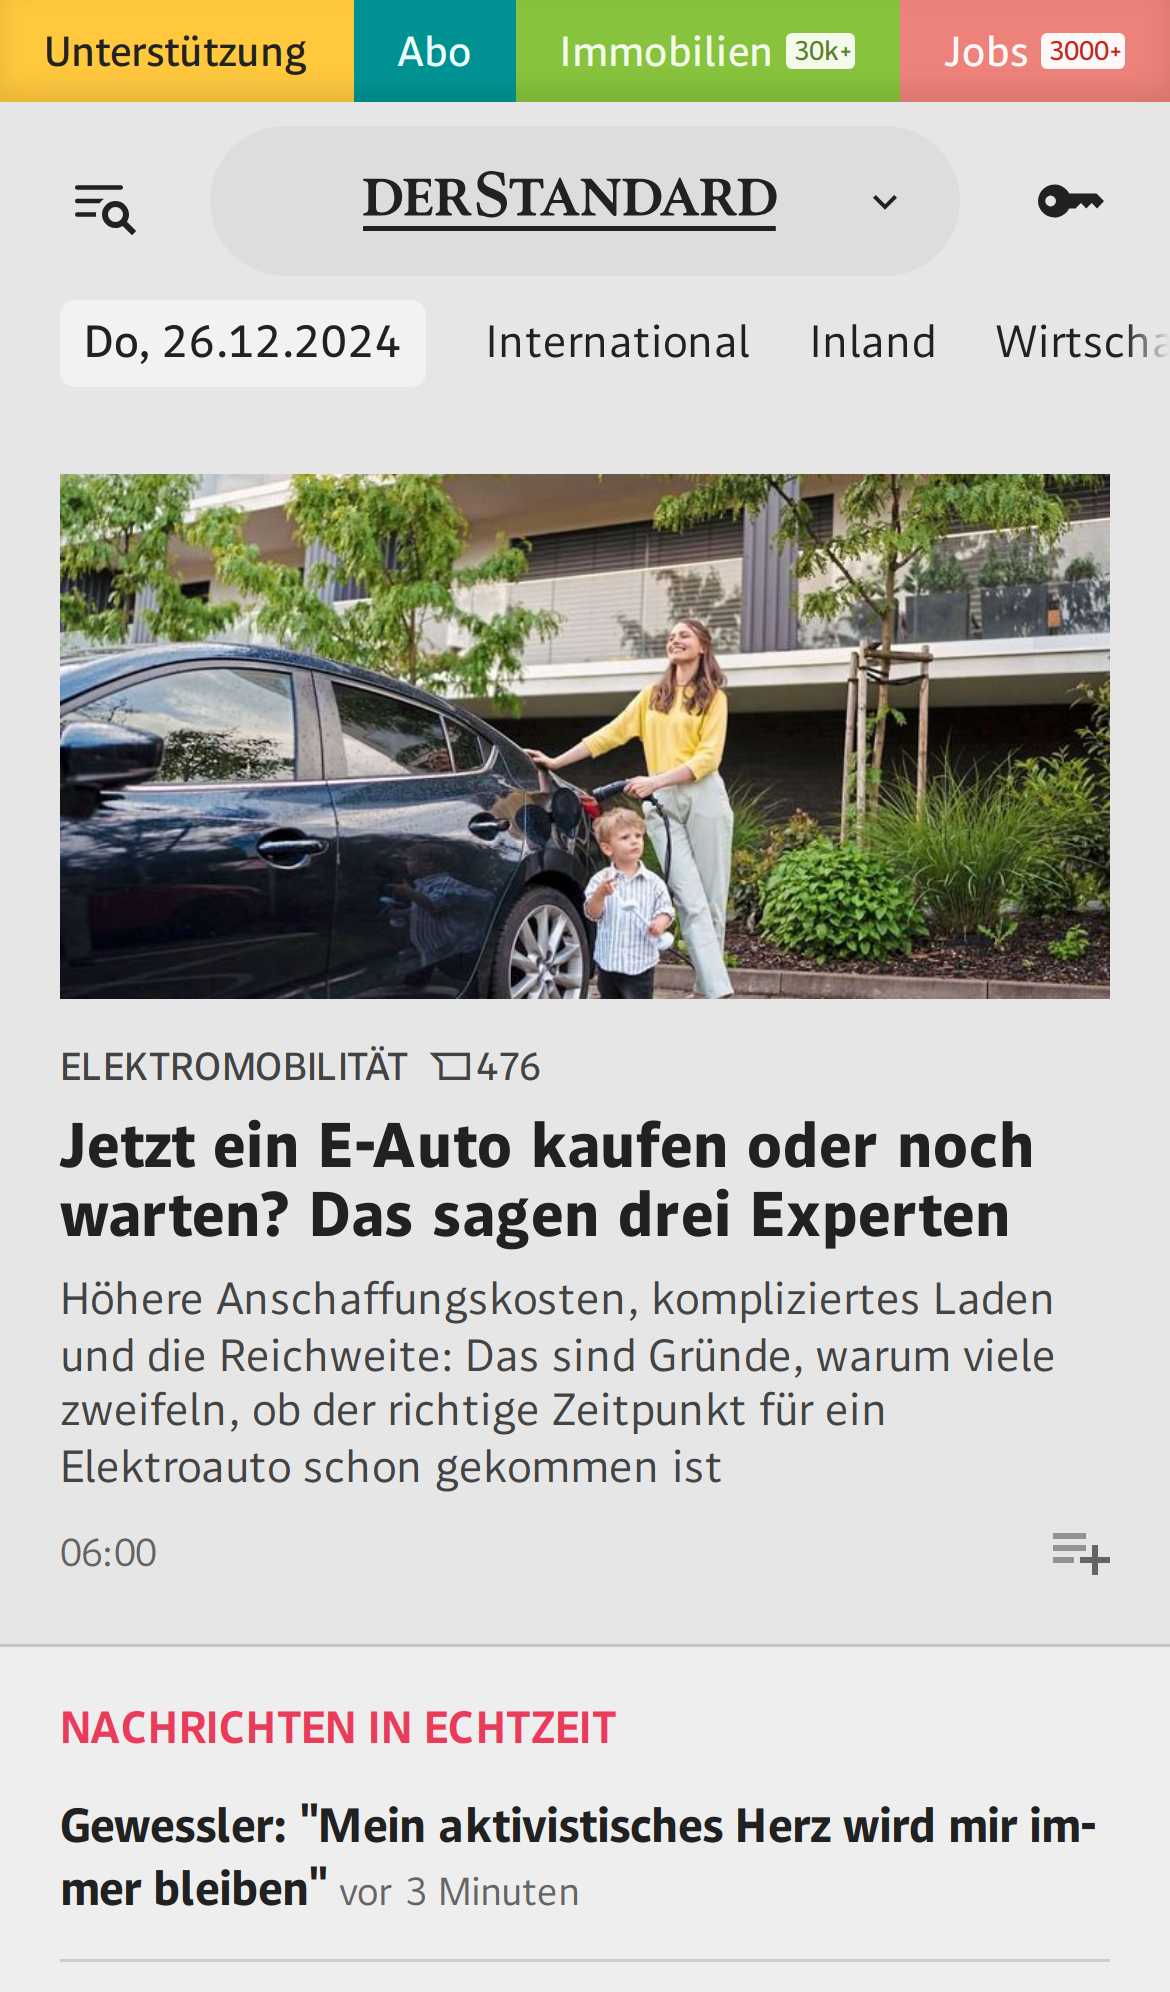 Unterstützung
Abo
Immobilien 30k+
Jobs 3000+
DERSTANDARD
Do, 26.12.2024
International
Inland
Wirtscha
ELEKTROMOBILITÄT 476
Jetzt ein E-Auto kaufen oder noch
warten? Das sagen drei Experten
Höhere Anschaffungskosten, kompliziertes Laden
und die Reichweite: Das sind Gründe, warum viele
zweifeln, ob der richtige Zeitpunkt für ein
Elektroauto schon gekommen ist
06:00
NACHRICHTEN IN ECHTZEIT
Gewessler: "Mein aktivistisches Herz wird mir im-
mer bleiben" vor 3 Minuten